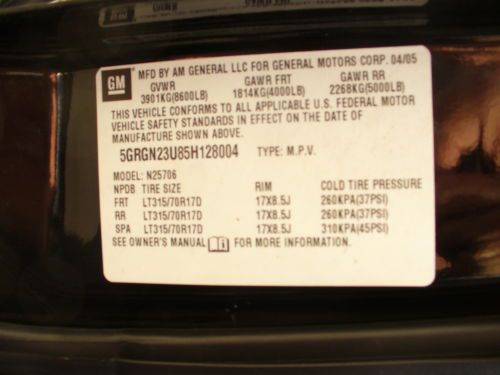 GM
MFD BY AM GENERAL LLC FOR GENERAL MOTORS CORP. 04/05
GVWR GAWR FRT GAWR RR
3901KG(8600LB) 1814KG(4000LB) 2268KG(5000LB)
THIS VEHICLE CONFORMS TO ALL APPLICABLE U.S. FEDERAL MOTOR
VEHICLE SAFETY STANDARDS IN EFFECT ON THE DATE OF
MANUFACTURE SHOWN ABOVE.
5GRGN23U85H128004 TYPE: M.P.V.
MODEL: N25706
NPDB TIRE SIZE RIM COLD TIRE PRESSURE
FRT LT315/70R17D 17X8.5J 260KPA(37PSI)
RR LT315/70R17D 17X8.5J 260KPA(37PSI)
SPA LT315/70R17D 17X8.5J 310KPA(45PSI)
SEE OWNER'S MANUAL FOR MORE INFORMATION.